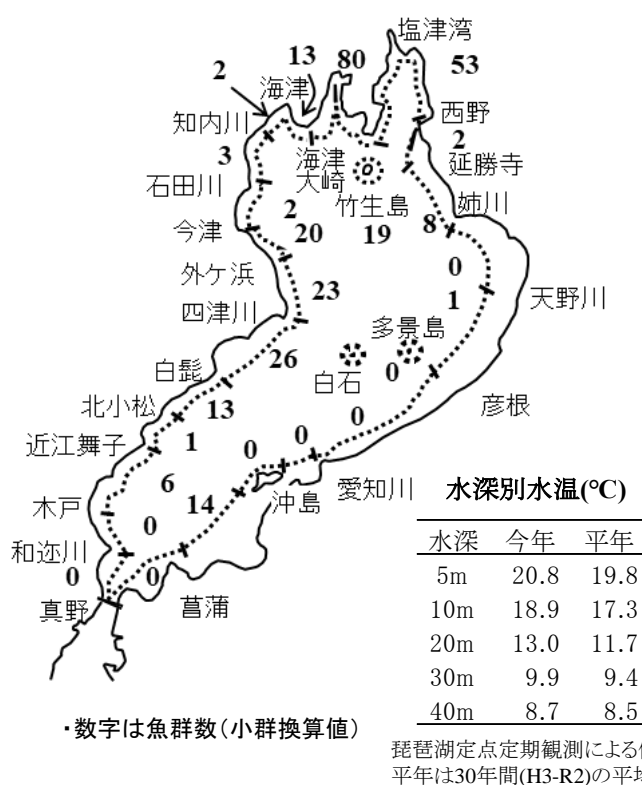 塩津湾
13
80
53
2
海津
西野
知内川
2
3
海津
大崎
延勝寺
石田川
竹生島
姉川
2
今津
20
19
8
外ケ浜
0
23
1
天野川
四津川
多景島
26
白石
0
白髭
彦根
北小松
13
0
近江舞子
1
0
0
愛知川
水深別水温(℃)
6
14
沖島
木戸
0
和迩川
0
0
真野
菖蒲
水深 今年 平年
5m 20.8 19.8
10m 18.9 17.3
20m 13.0 11.7
30m 9.9 9.4
40m 8.7 8.5
・数字は魚群数(小群換算値)
琵琶湖定点定期観測による
平年は30年間(H3-R2)の平